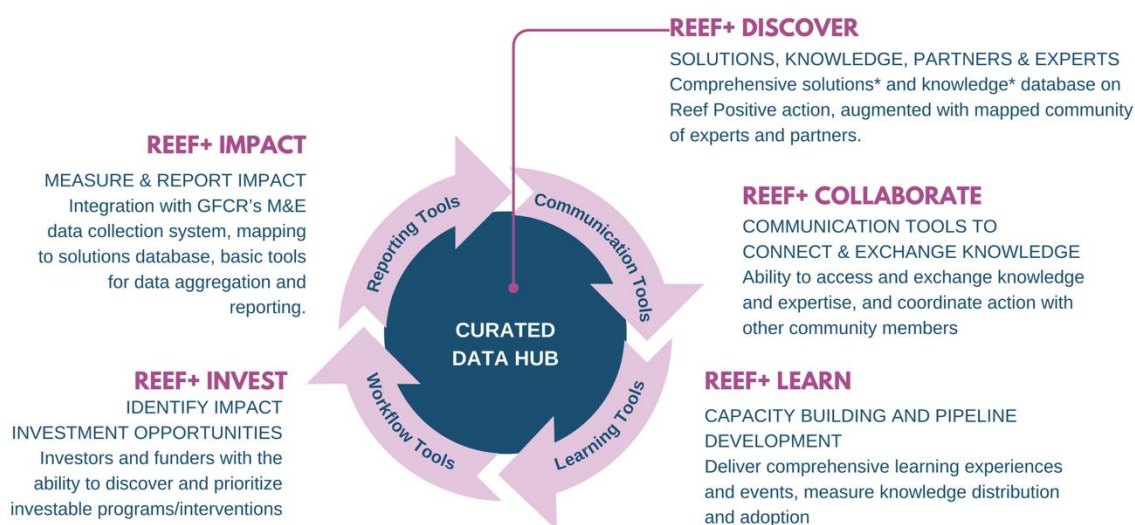 REEF+ DISCOVER
SOLUTIONS, KNOWLEDGE, PARTNERS & EXPERTS
Comprehensive solutions* and knowledge* database on
Reef Positive action, augmented with mapped community
of experts and partners.
REEF+ IMPACT
MEASURE & REPORT IMPACT
Integration with GFCR's M&E
data collection system, mapping
to solutions database, basic tools
for data aggregation and
reporting.
REEF+ COLLABORATE
COMMUNICATION TOOLS TO
CONNECT & EXCHANGE KNOWLEDGE
Ability to access and exchange knowledge
and expertise, and coordinate action with
other community members
Reporting Tools
Communication Tools
CURATED
DATA HUB
Workflow Tools
Learning Tools
REEF+ INVEST
IDENTIFY IMPACT
INVESTMENT OPPORTUNITIES
Investors and funders with the
ability to discover and prioritize
investable programs/interventions
REEF+ LEARN
CAPACITY BUILDING AND PIPELINE
DEVELOPMENT
Deliver comprehensive learning experiences
and events, measure knowledge distribution
and adoption